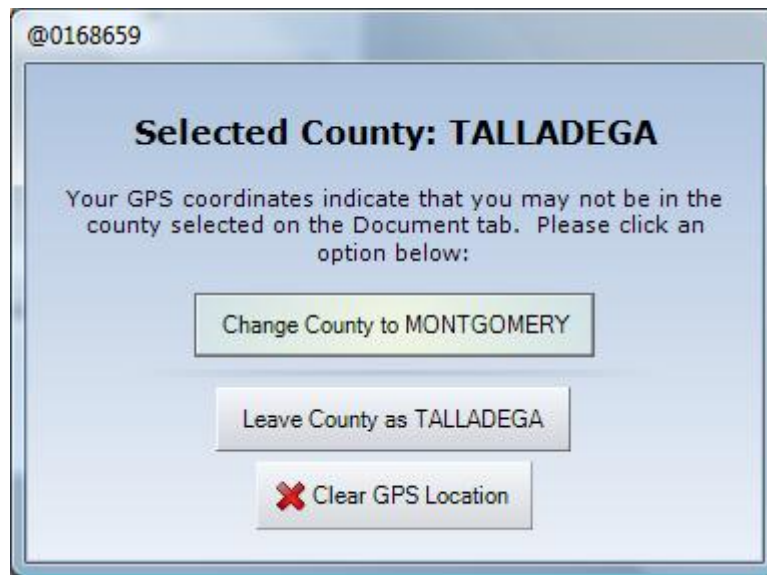 @0168659
Selected County: TALLADEGA
Your GPS coordinates indicate that you may not be in the
county selected on the Document tab.  Please click an
option below:
Change County to MONTGOMERY
Leave County as TALLADEGA
Clear GPS Location